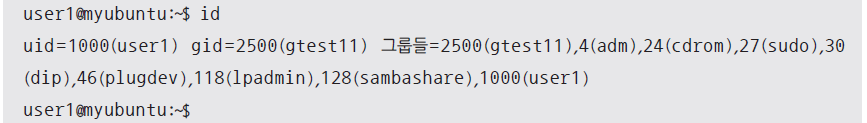 user1@myubuntu:~$ id
uid=1000(user1) gid=2500(gtest11) 그룹들=2500(gtest11),4(adm),24(cdrom),27(sudo),30
(dip),46(plugdev),118(lpadmin),128(sambashare),1000(user1)
user1@myubuntu:~$